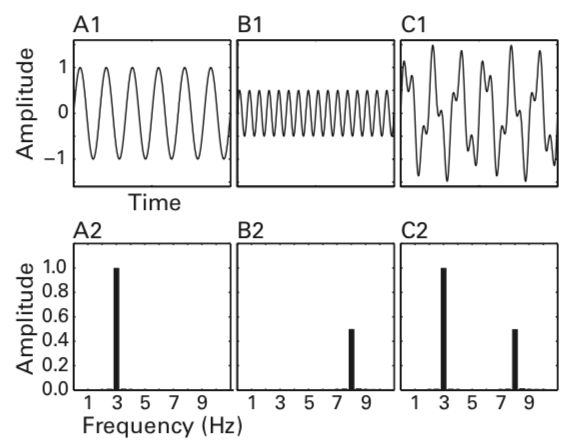 A1 B1 C1
Amplitude
1
0
−1
Time
A2 B2 C2
Amplitude
1.0
0.8
0.6
0.4
0.2
0.0
1 3 5 7 9 1 3 5 7 9 1 3 5 7 9
Frequency (Hz)